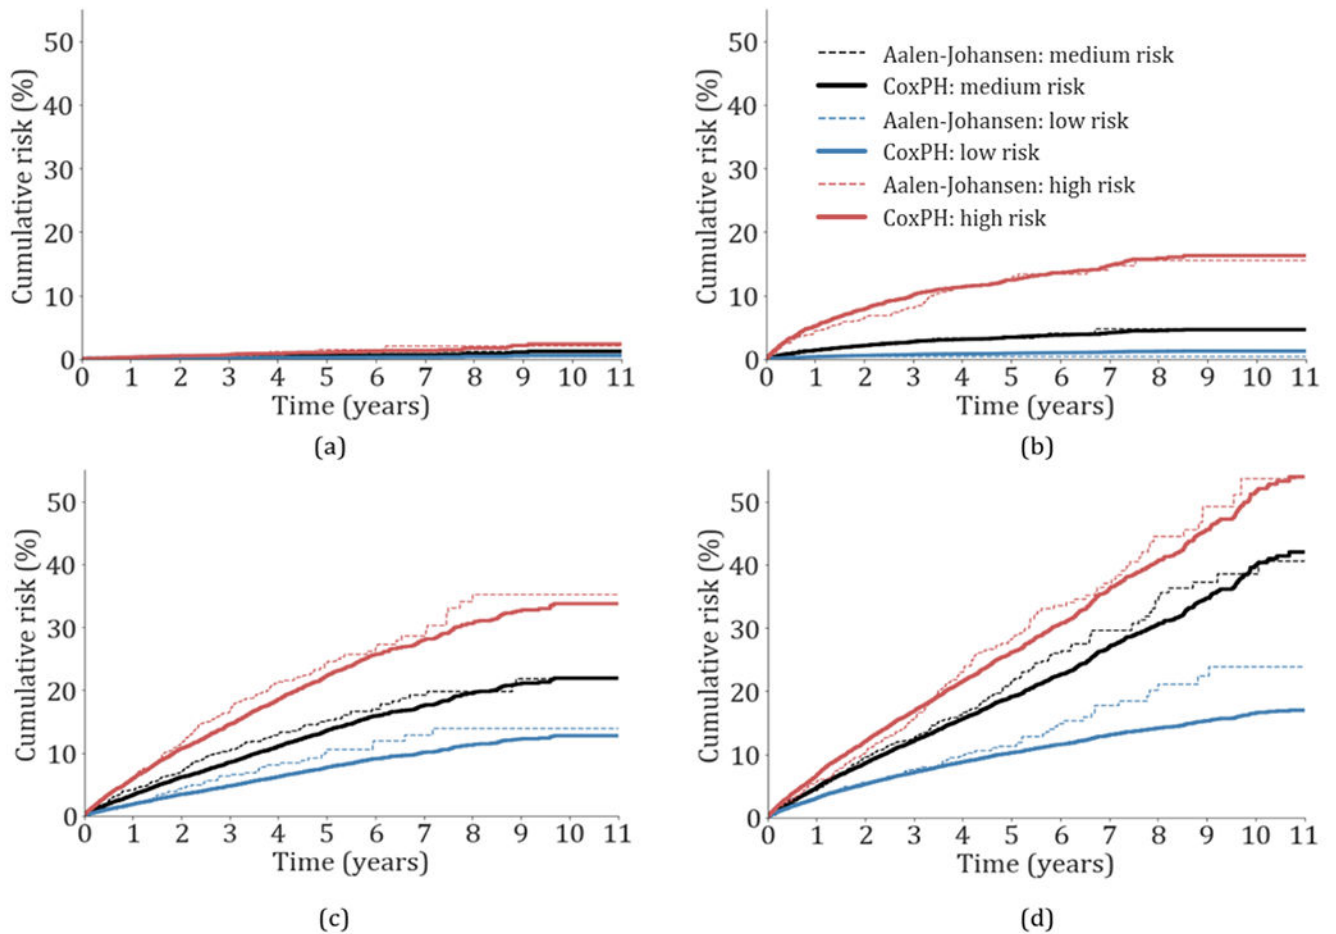 50
40
30
20
10
0
Cumulative risk (%)
0 1 2 3 4 5 6 7 8 9 10 11
Time (years)
(a)
50
40
30
20
10
0
Cumulative risk (%)
Aalen-Johansen: medium risk
CoxPH: medium risk
Aalen-Johansen: low risk
CoxPH: low risk
Aalen-Johansen: high risk
CoxPH: high risk
0 1 2 3 4 5 6 7 8 9 10 11
Time (years)
(b)
50
40
30
20
10
0
Cumulative risk (%)
0 1 2 3 4 5 6 7 8 9 10 11
Time (years)
(c)
50
40
30
20
10
0
Cumulative risk (%)
0 1 2 3 4 5 6 7 8 9 10 11
Time (years)
(d)